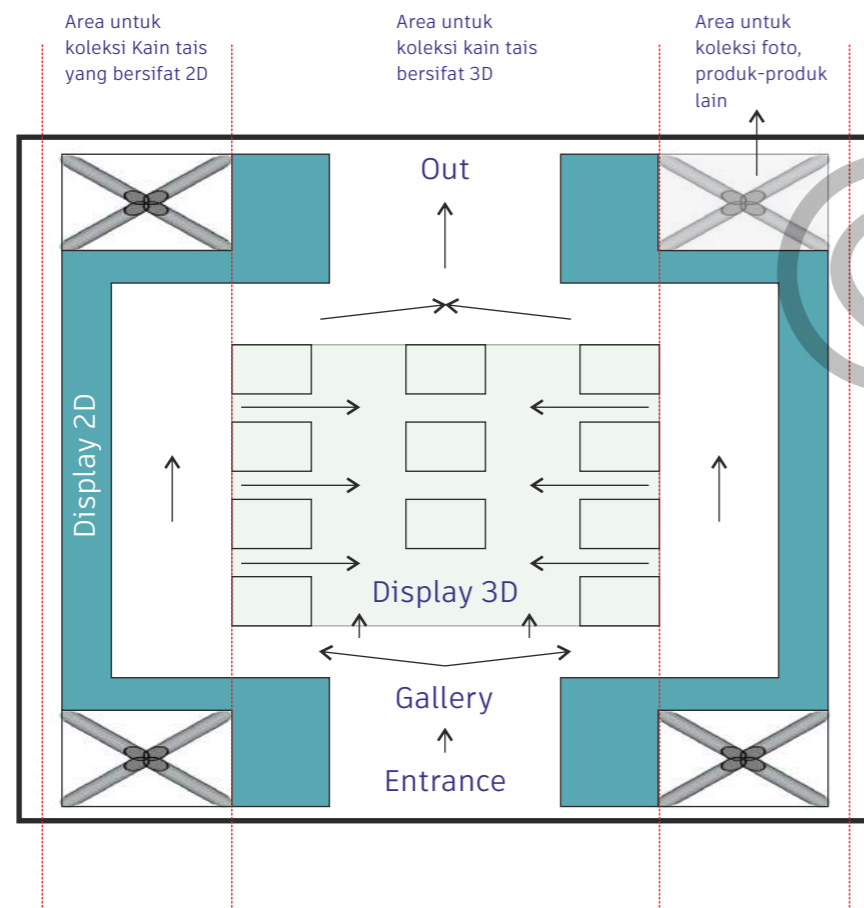 Area untuk
koleksi Kain tais
yang bersifat 2D
Area untuk
koleksi kain tais
bersifat 3D
Area untuk
koleksi foto,
produk-produk
lain
Out
Display 2D
Display 3D
Gallery
Entrance